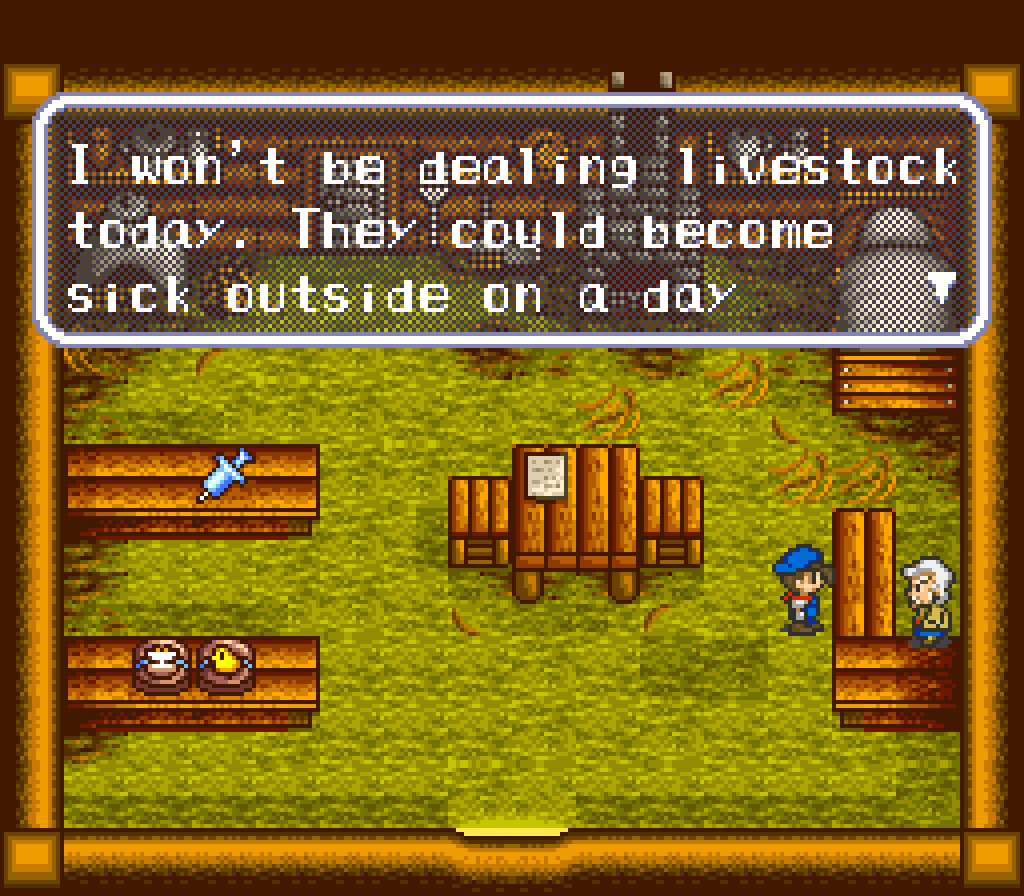 I won't be dealing livestock
today. They could become
sick outside on a day